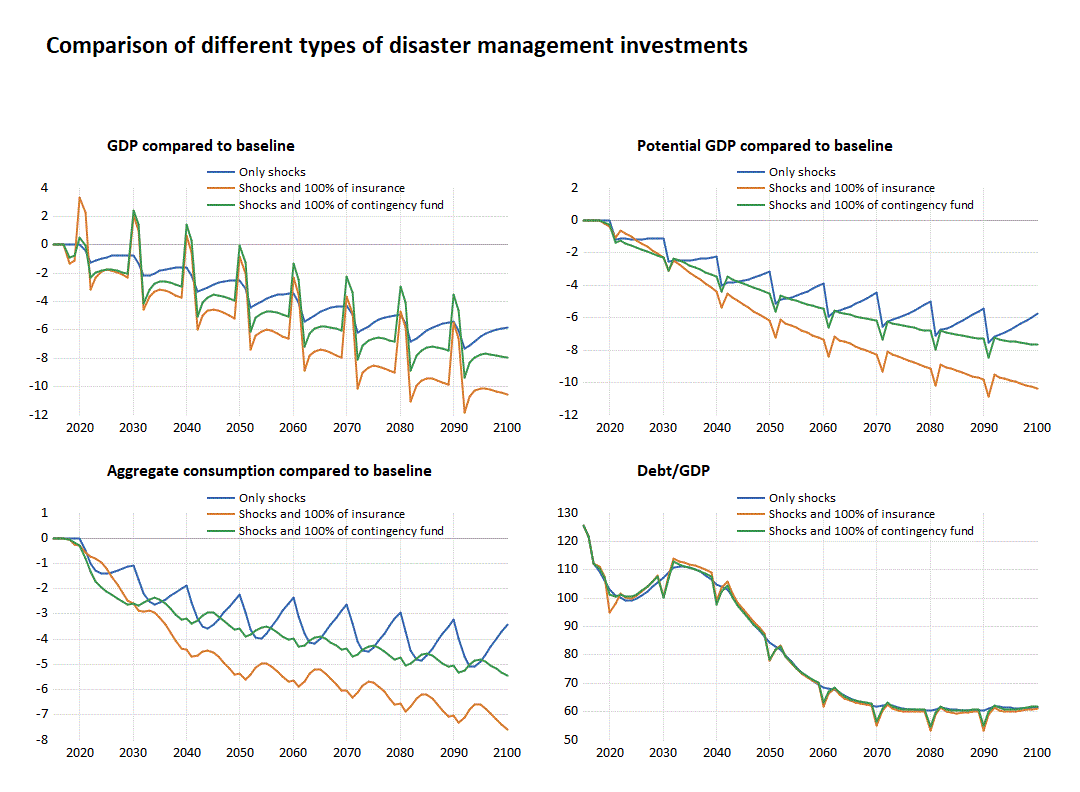 Comparison of different types of disaster management investments
GDP compared to baseline
Only shocks
Shocks and 100% of insurance
Shocks and 100% of contingency fund
4
2
0
-2
-4
-6
-8
-10
-12
2020 2030 2040 2050 2060 2070 2080 2090 2100
Potential GDP compared to baseline
Only shocks
Shocks and 100% of insurance
Shocks and 100% of contingency fund
2
0
-2
-4
-6
-8
-10
-12
2020 2030 2040 2050 2060 2070 2080 2090 2100
Aggregate consumption compared to baseline
Only shocks
Shocks and 100% of insurance
Shocks and 100% of contingency fund
1
0
-1
-2
-3
-4
-5
-6
-7
-8
2020 2030 2040 2050 2060 2070 2080 2090 2100
Debt/GDP
Only shocks
Shocks and 100% of insurance
Shocks and 100% of contingency fund
130
120
110
100
90
80
70
60
50
2020 2030 2040 2050 2060 2070 2080 2090 2100